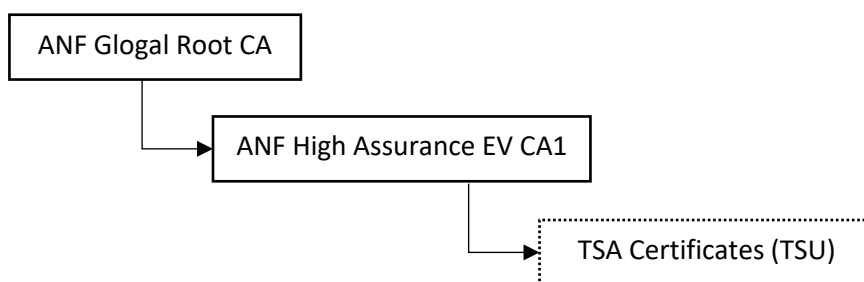 ANF Glogal Root CA
ANF High Assurance EV CA1
TSA Certificates (TSU)